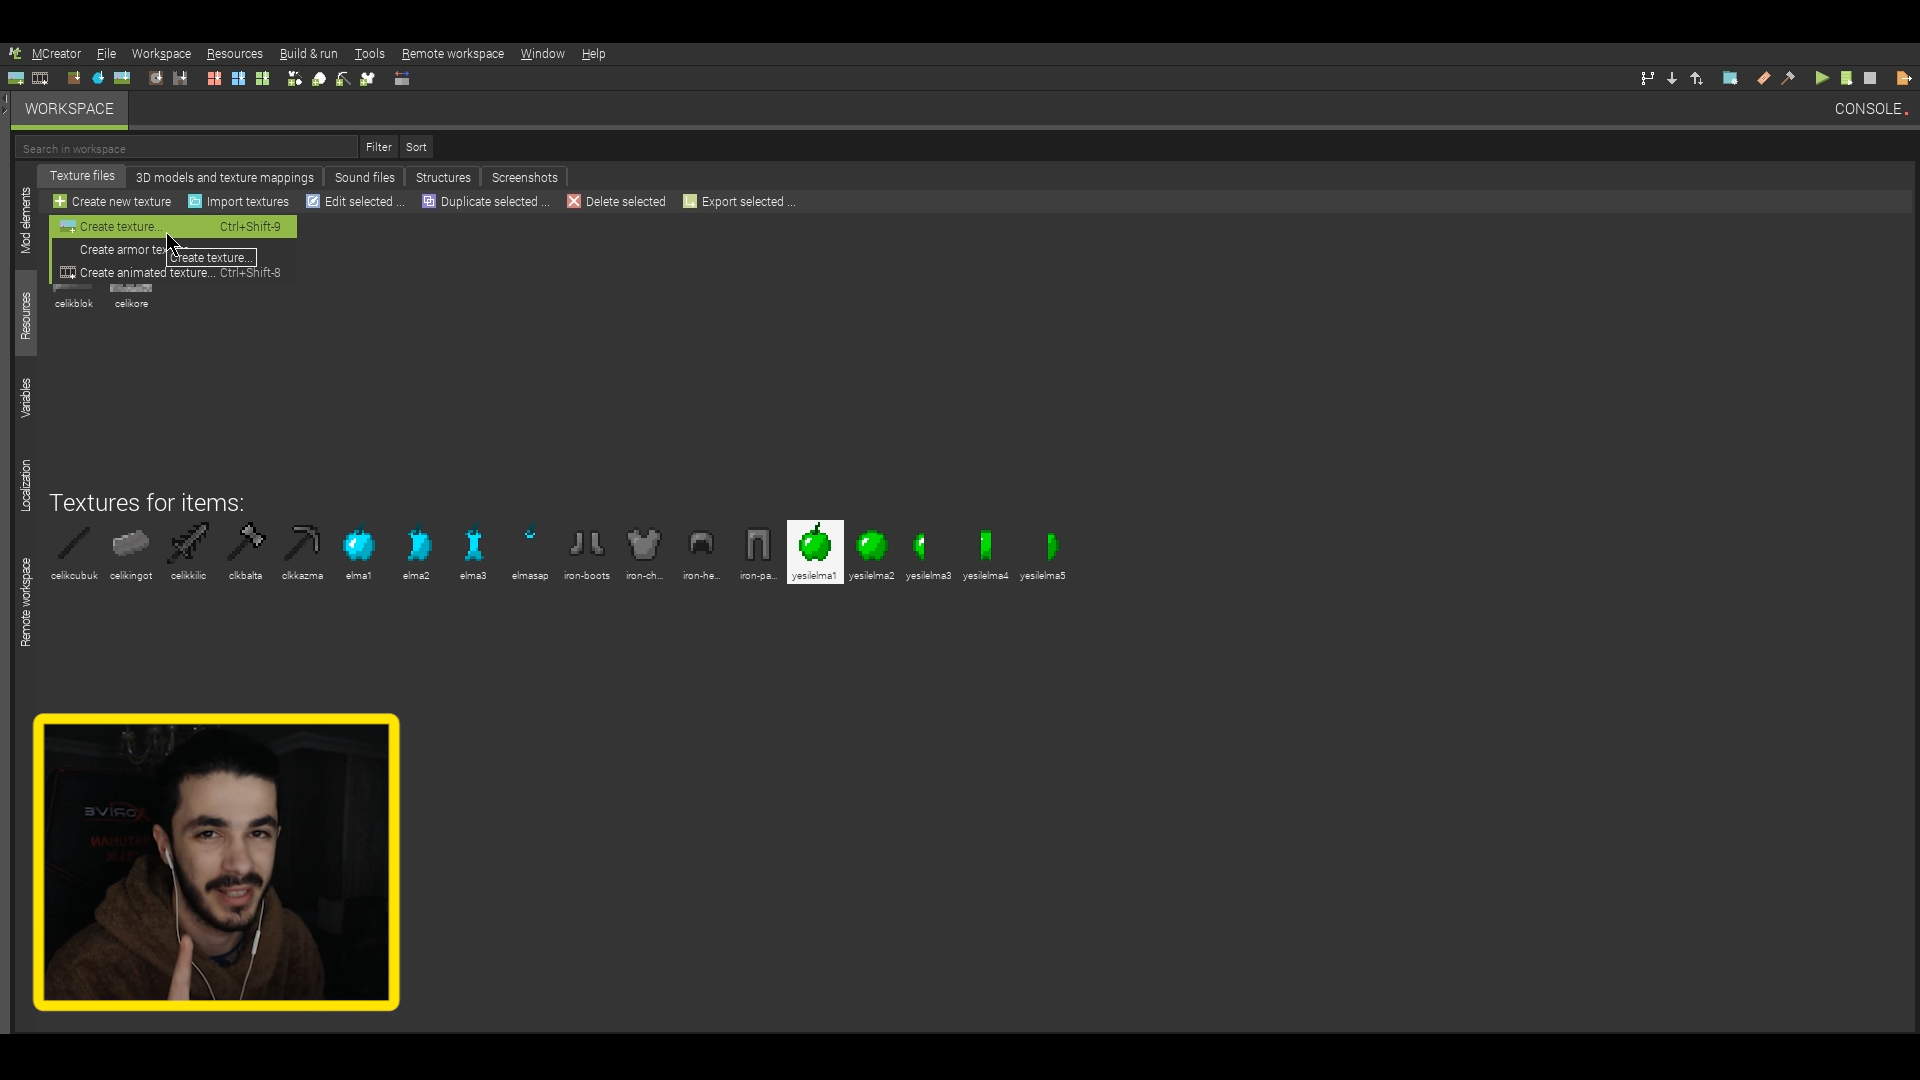 MCreator File Workspace Resources Build & run Tools Remote workspace Window Help
WORKSPACE
CONSOLE.
Search in workspace
Filter
Sort
Texture files
3D models and texture mappings
Sound files
Structures
Screenshots
Create new texture
Import textures
Edit selected ...
Duplicate selected ...
Delete selected
Export selected ...
Create texture... Ctrl+Shift-9
Create armor
Create texture...
Create animated texture... Ctrl+Shift-8
celikblok celikore
Mod elements
Resources
Variables
Localization
Remote workspace
Textures for items:
celikcubuk celikingot celikkilic clkbalta clkkazma elma1 elma2 elma3 elmasap iron-boots iron-ch... iron-he... iron-pa... yesilelma1 yesilelma2 yesilelma3 yesilelma4 yesilelma5